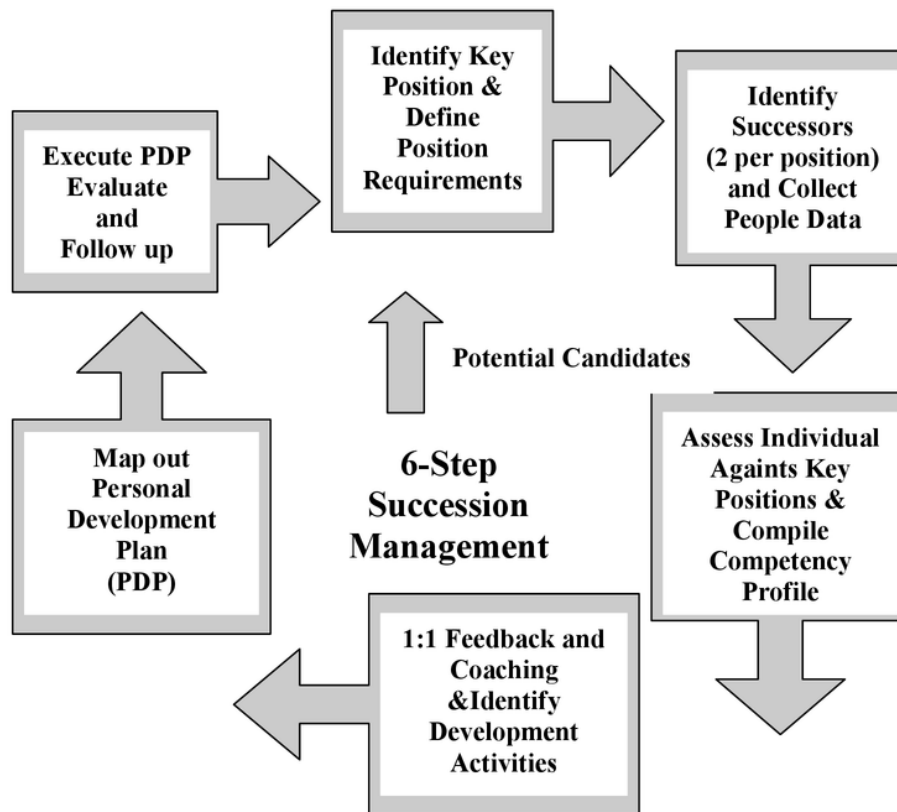 Identify Key
Position &
Define
Position
Requirements
Identify
Successors
(2 per position)
and Collect
People Data
Assess Individual
Againts Key
Positions &
Compile
Competency
Profile
1:1 Feedback and
Coaching
&Identify
Development
Activities
Map out
Personal
Development
Plan
(PDP)
Execute PDP
Evaluate
and
Follow up
Potential Candidates
6-Step
Succession
Management